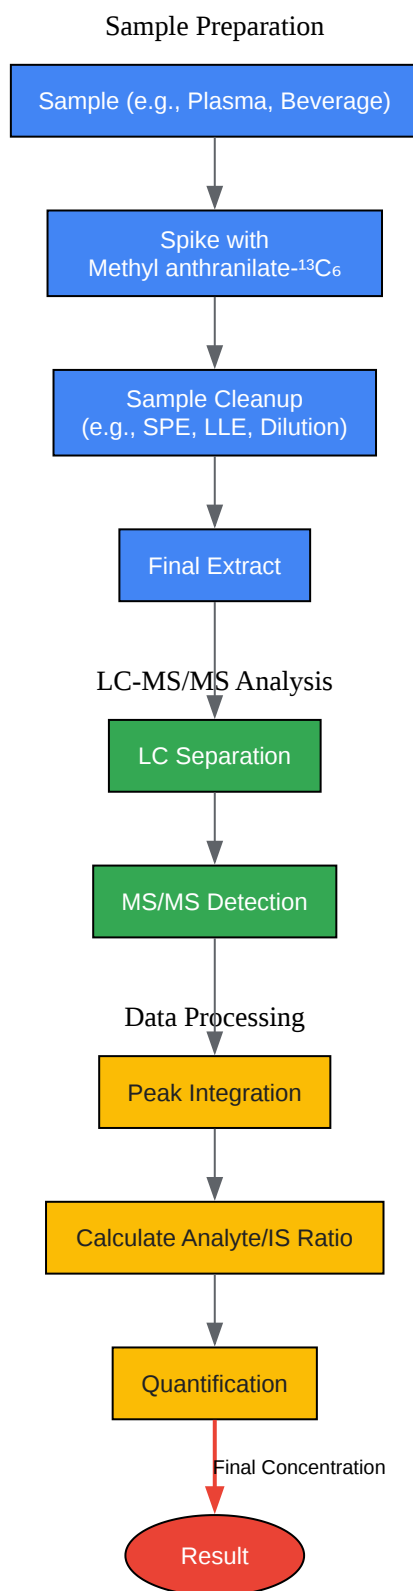 Sample Preparation
Sample (e.g., Plasma, Beverage)
Spike with
Methyl anthranilate-¹³C₆
Sample Cleanup
(e.g., SPE, LLE, Dilution)
Final Extract
LC-MS/MS Analysis
LC Separation
MS/MS Detection
Data Processing
Peak Integration
Calculate Analyte/IS Ratio
Quantification
Final Concentration
Result